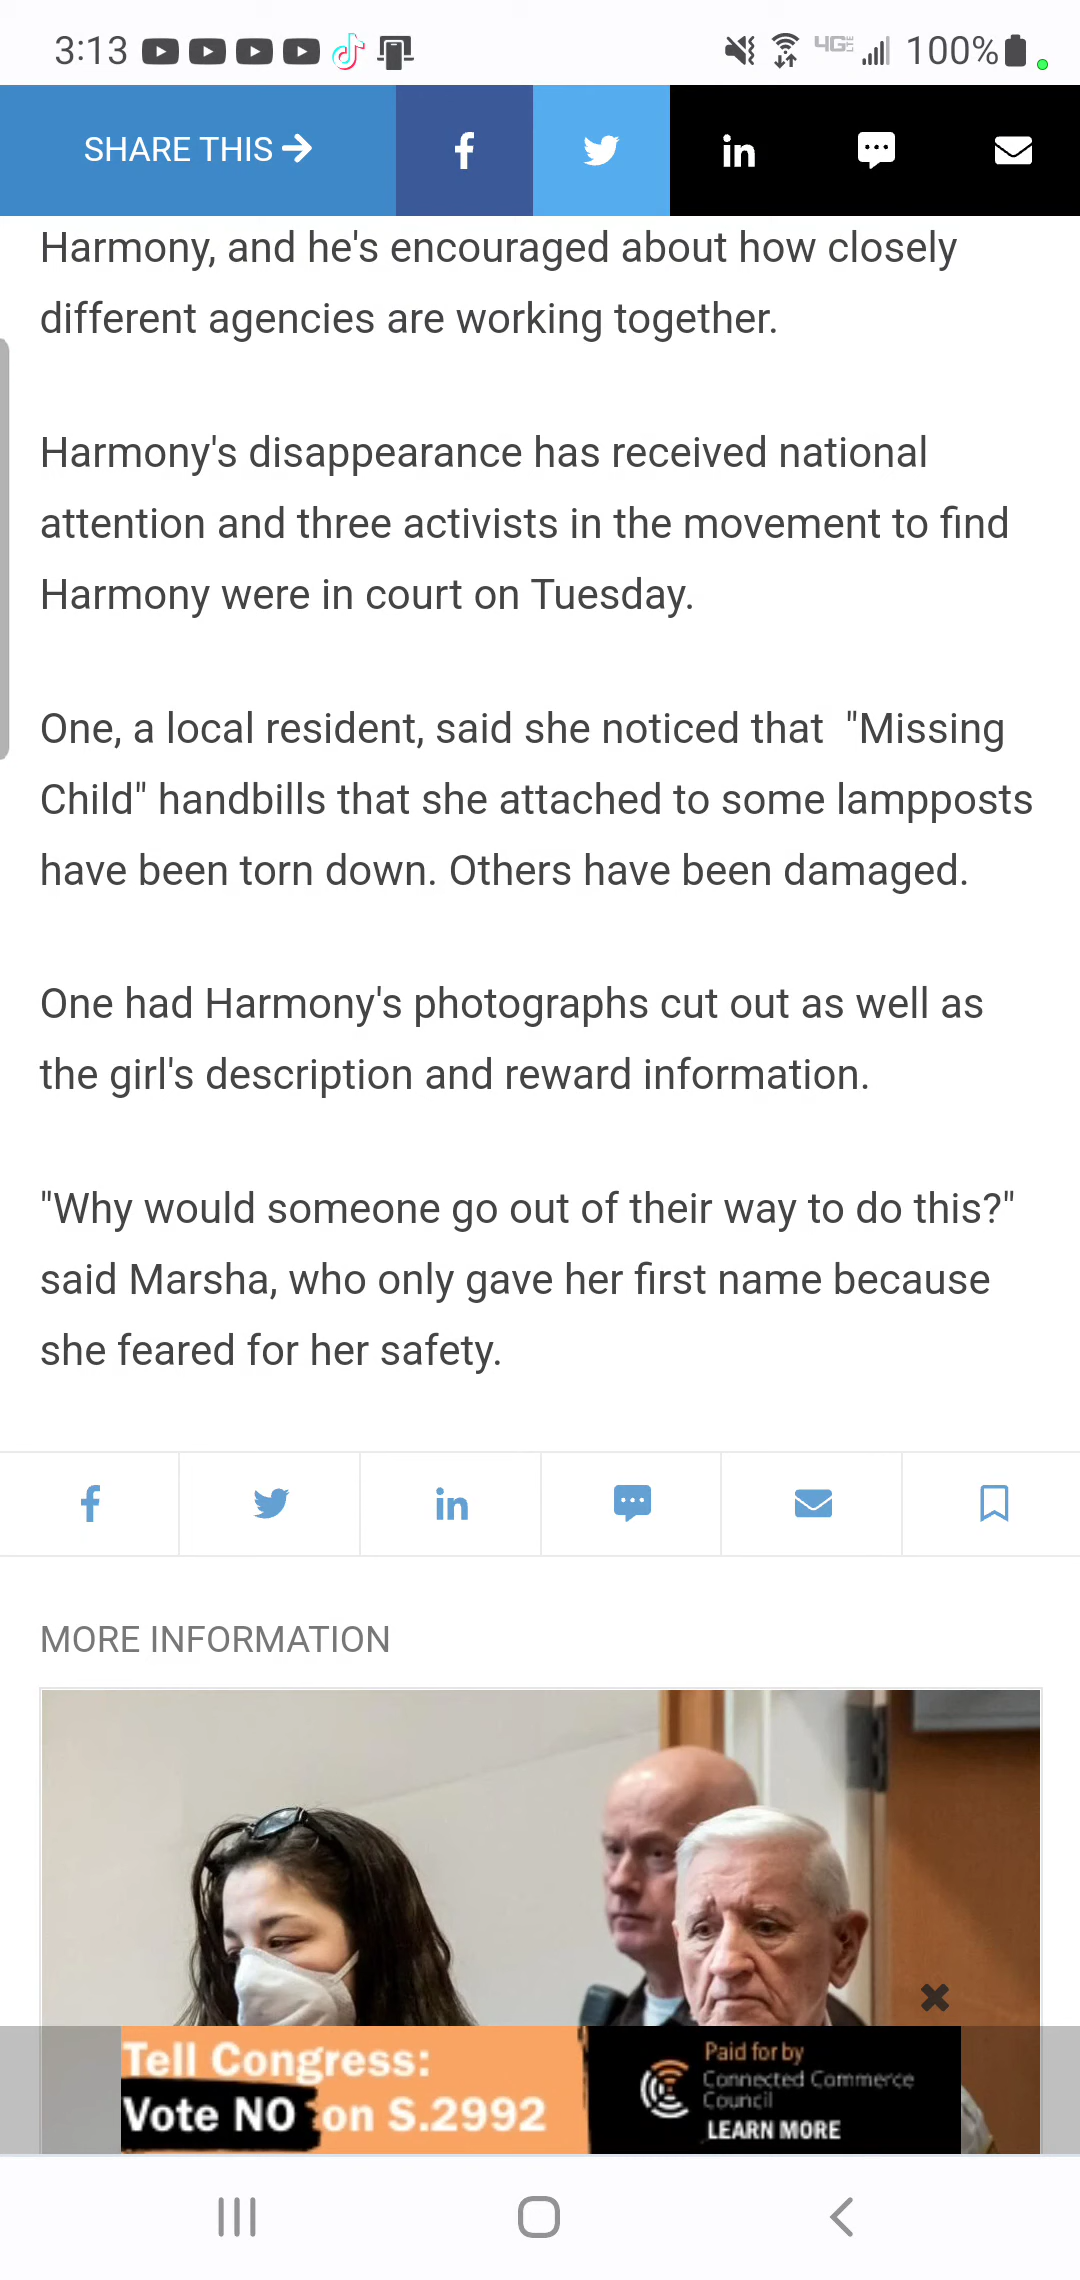 3:13
4G LTE 100%
SHARE THIS
Harmony, and he's encouraged about how closely
different agencies are working together.
Harmony's disappearance has received national
attention and three activists in the movement to find
Harmony were in court on Tuesday.
One, a local resident, said she noticed that  "Missing
Child" handbills that she attached to some lampposts
have been torn down. Others have been damaged.
One had Harmony's photographs cut out as well as
the girl's description and reward information.
"Why would someone go out of their way to do this?"
said Marsha, who only gave her first name because
she feared for her safety.
MORE INFORMATION
Tell Congress:
Vote NO on S.2992
Paid for by
Connected Commerce
Council
LEARN MORE